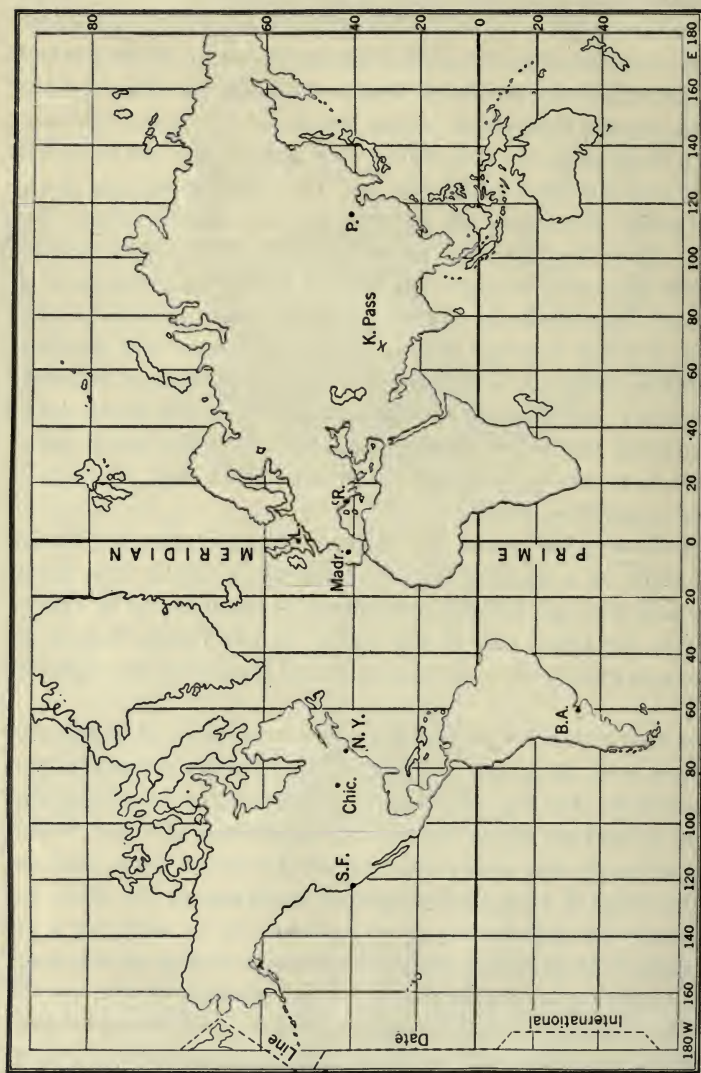 80
60
40
20
0
20
40
MERIDIAN
PRIME
L.
Madr.
R.
K. Pass
P.
S.F.
Chic.
N. Y.
B.A.
Line
Date
International
180 W 160 140 120 100 80 60 40 20 0 20 40 60 80 100 120 140 160 E 180